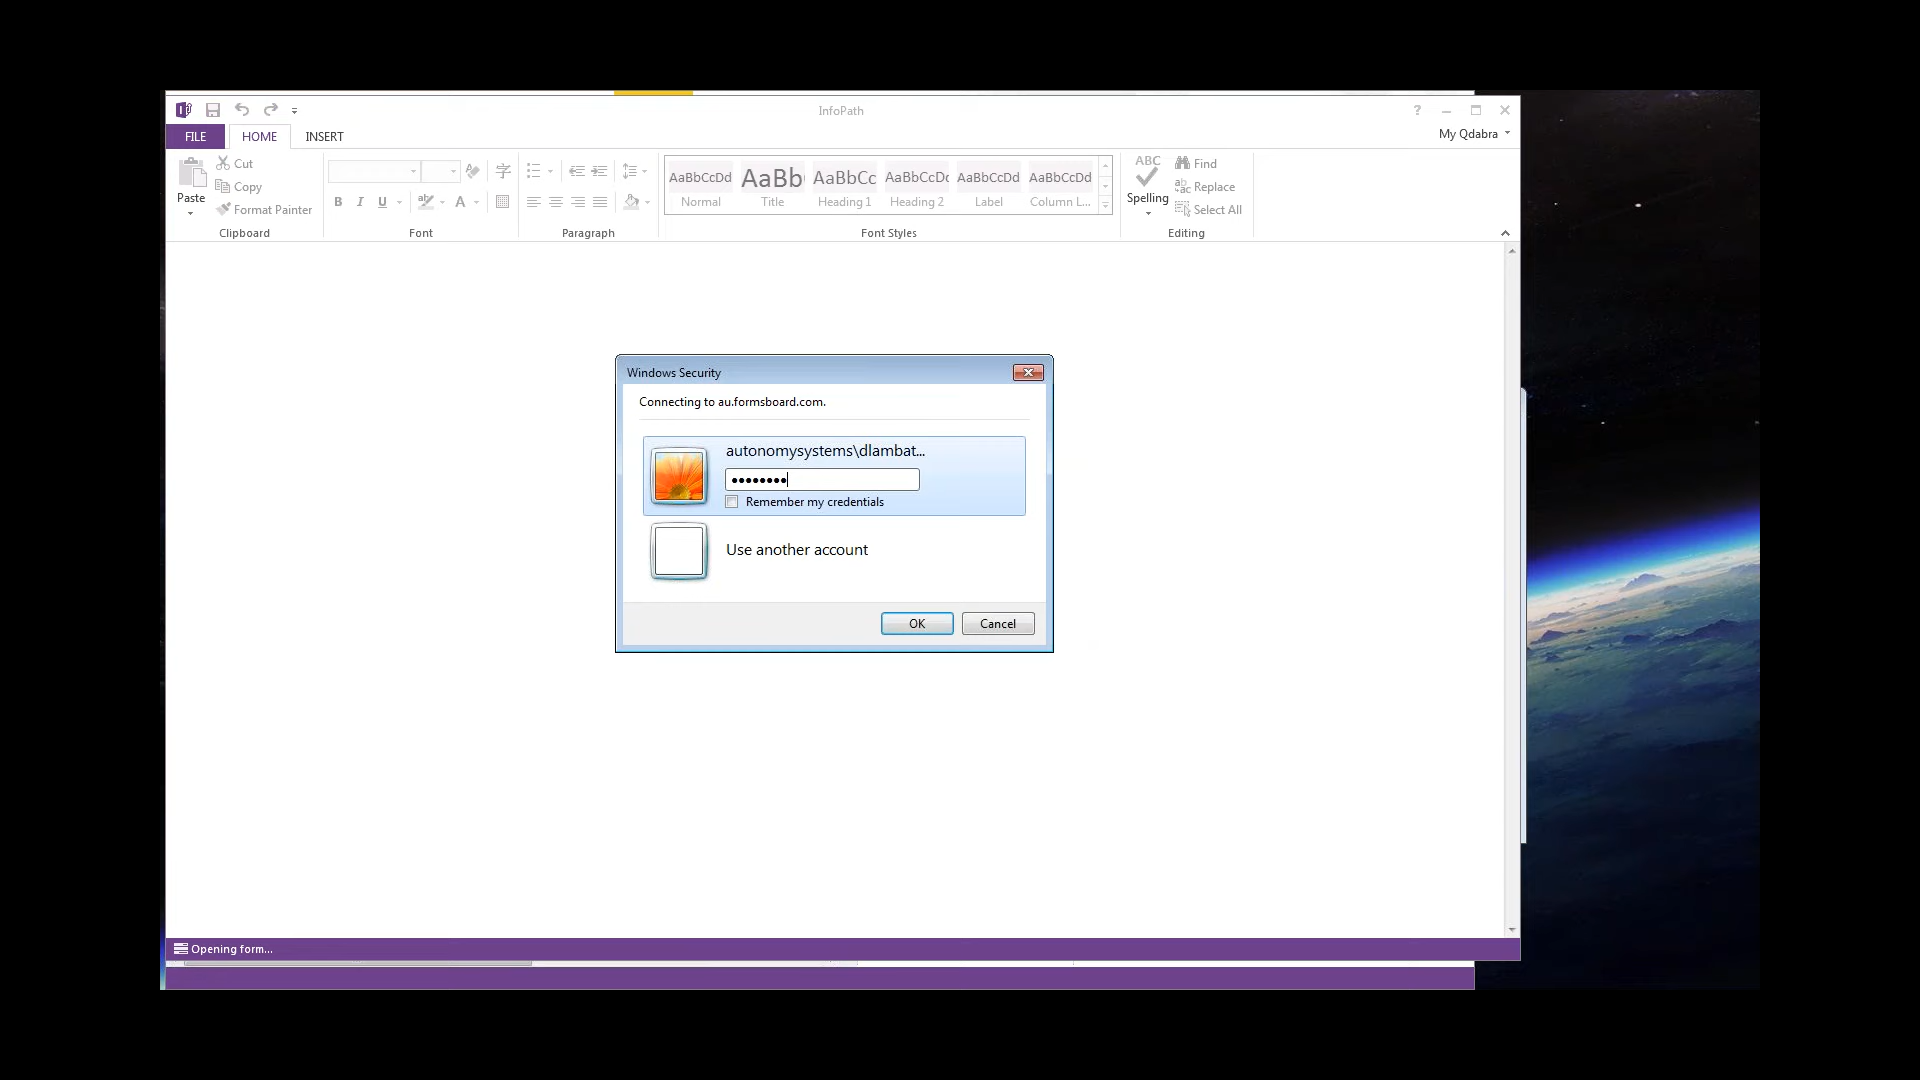 InfoPath
?
FILE
HOME
INSERT
My Qdabra
Paste
Cut
Copy
Format Painter
Clipboard
B I U A
Font
Paragraph
AaBbCcDd AaBb AaBbCc AaBbCcDc AaBbCcDd AaBbCcDd
Normal Title Heading 1 Heading 2 Label Column L...
Font Styles
ABC
Spelling
Find
Replace
Select All
Editing
Windows Security
Connecting to au.formsboard.com.
autonomysystems\dlambat...
••••••••
Remember my credentials
Use another account
OK
Cancel
Opening form...